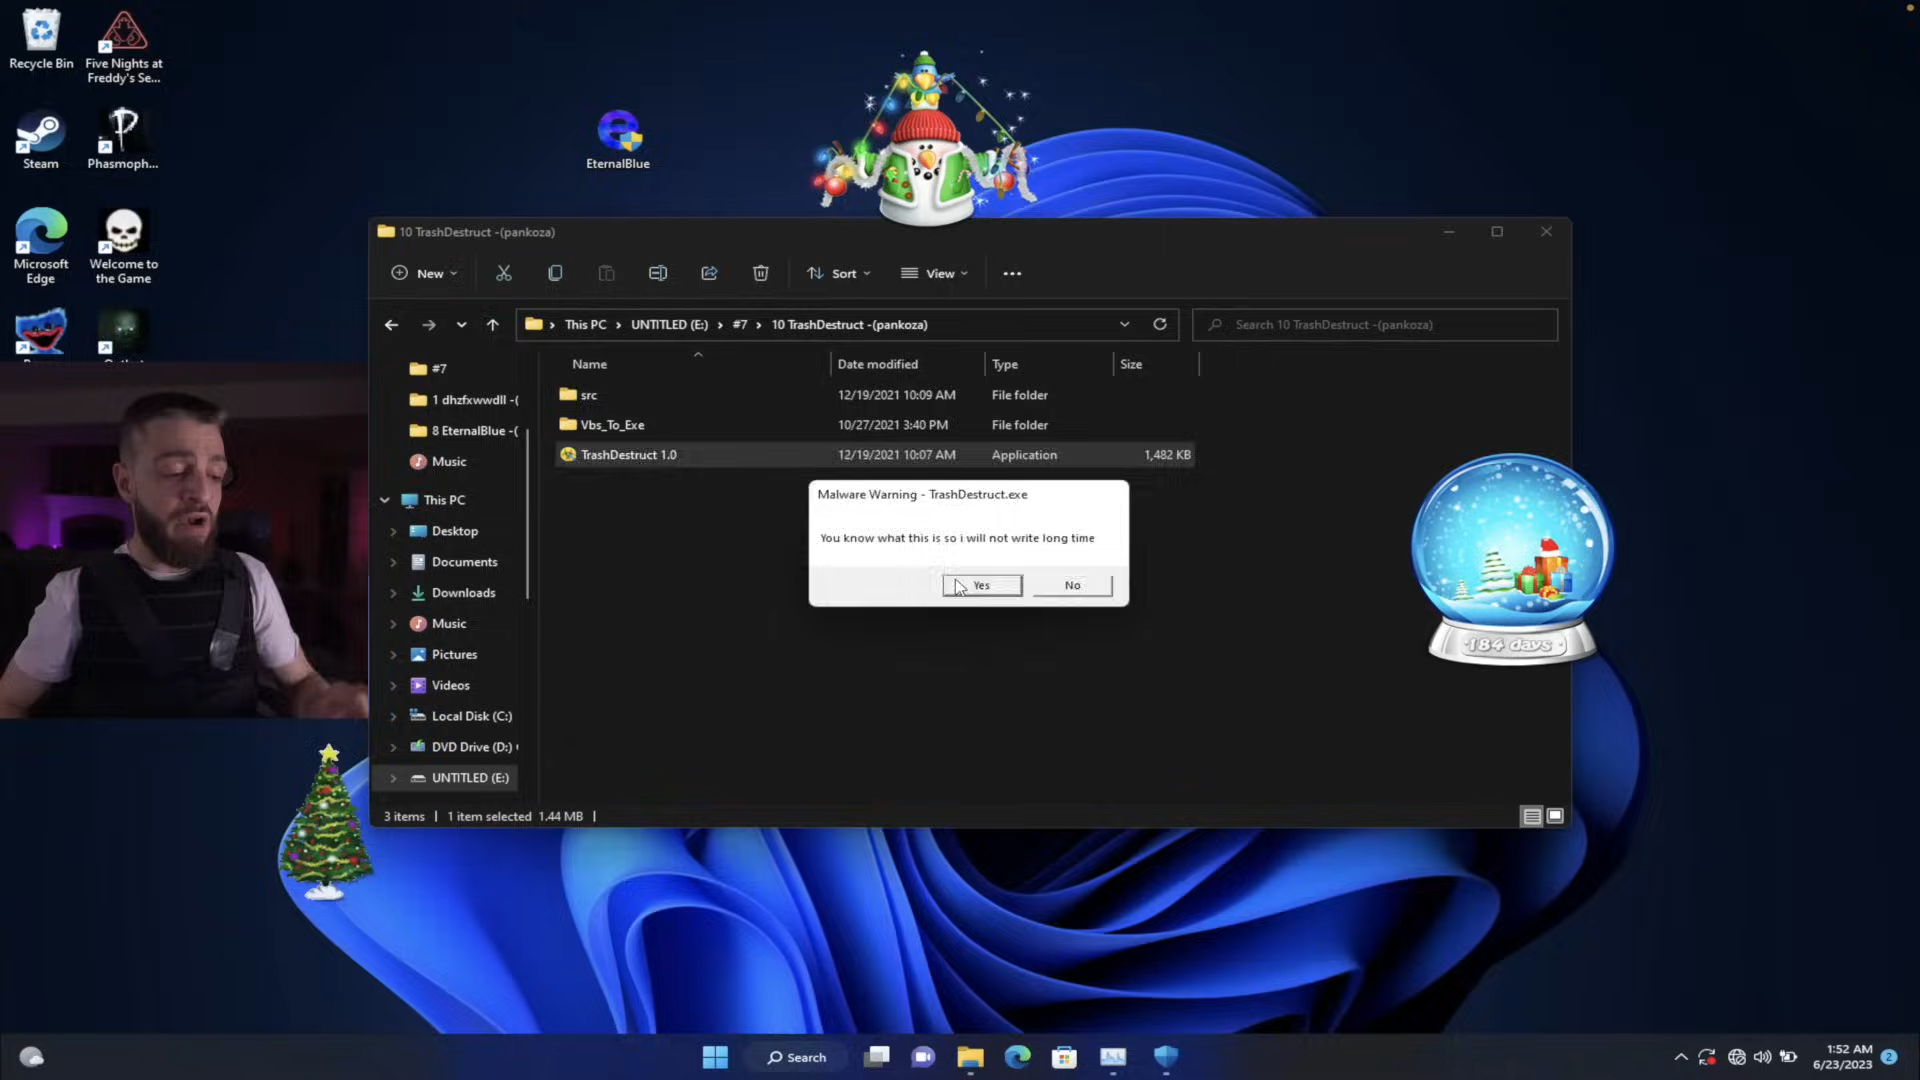 Recycle Bin
Five Nights at
Freddy's Se...
Steam
Phasmoph...
Microsoft
Edge
Welcome to
the Game
EternalBlue
10 TrashDestruct -(pankoza)
New
Sort
View
This PC
UNTITLED (E:)
#7
10 TrashDestruct -(pankoza)
Search 10 TrashDestruct -(pankoza)
Name
Date modified
Type
Size
src
12/19/2021 10:09 AM
File folder
Vbs_To_Exe
10/27/2021 3:40 PM
File folder
TrashDestruct 1.0
12/19/2021 10:07 AM
Application
1,482 KB
#7
1 dhzfxwwdll -(
8 EternalBlue -(
Music
This PC
Desktop
Documents
Downloads
Music
Pictures
Videos
Local Disk (C:)
DVD Drive (D:)
UNTITLED (E:)
Malware Warning - TrashDestruct.exe
You know what this is so i will not write long time
Yes
No
184 days
3 items
1 item selected 1.44 MB
Search
1:52 AM
6/23/2023
2